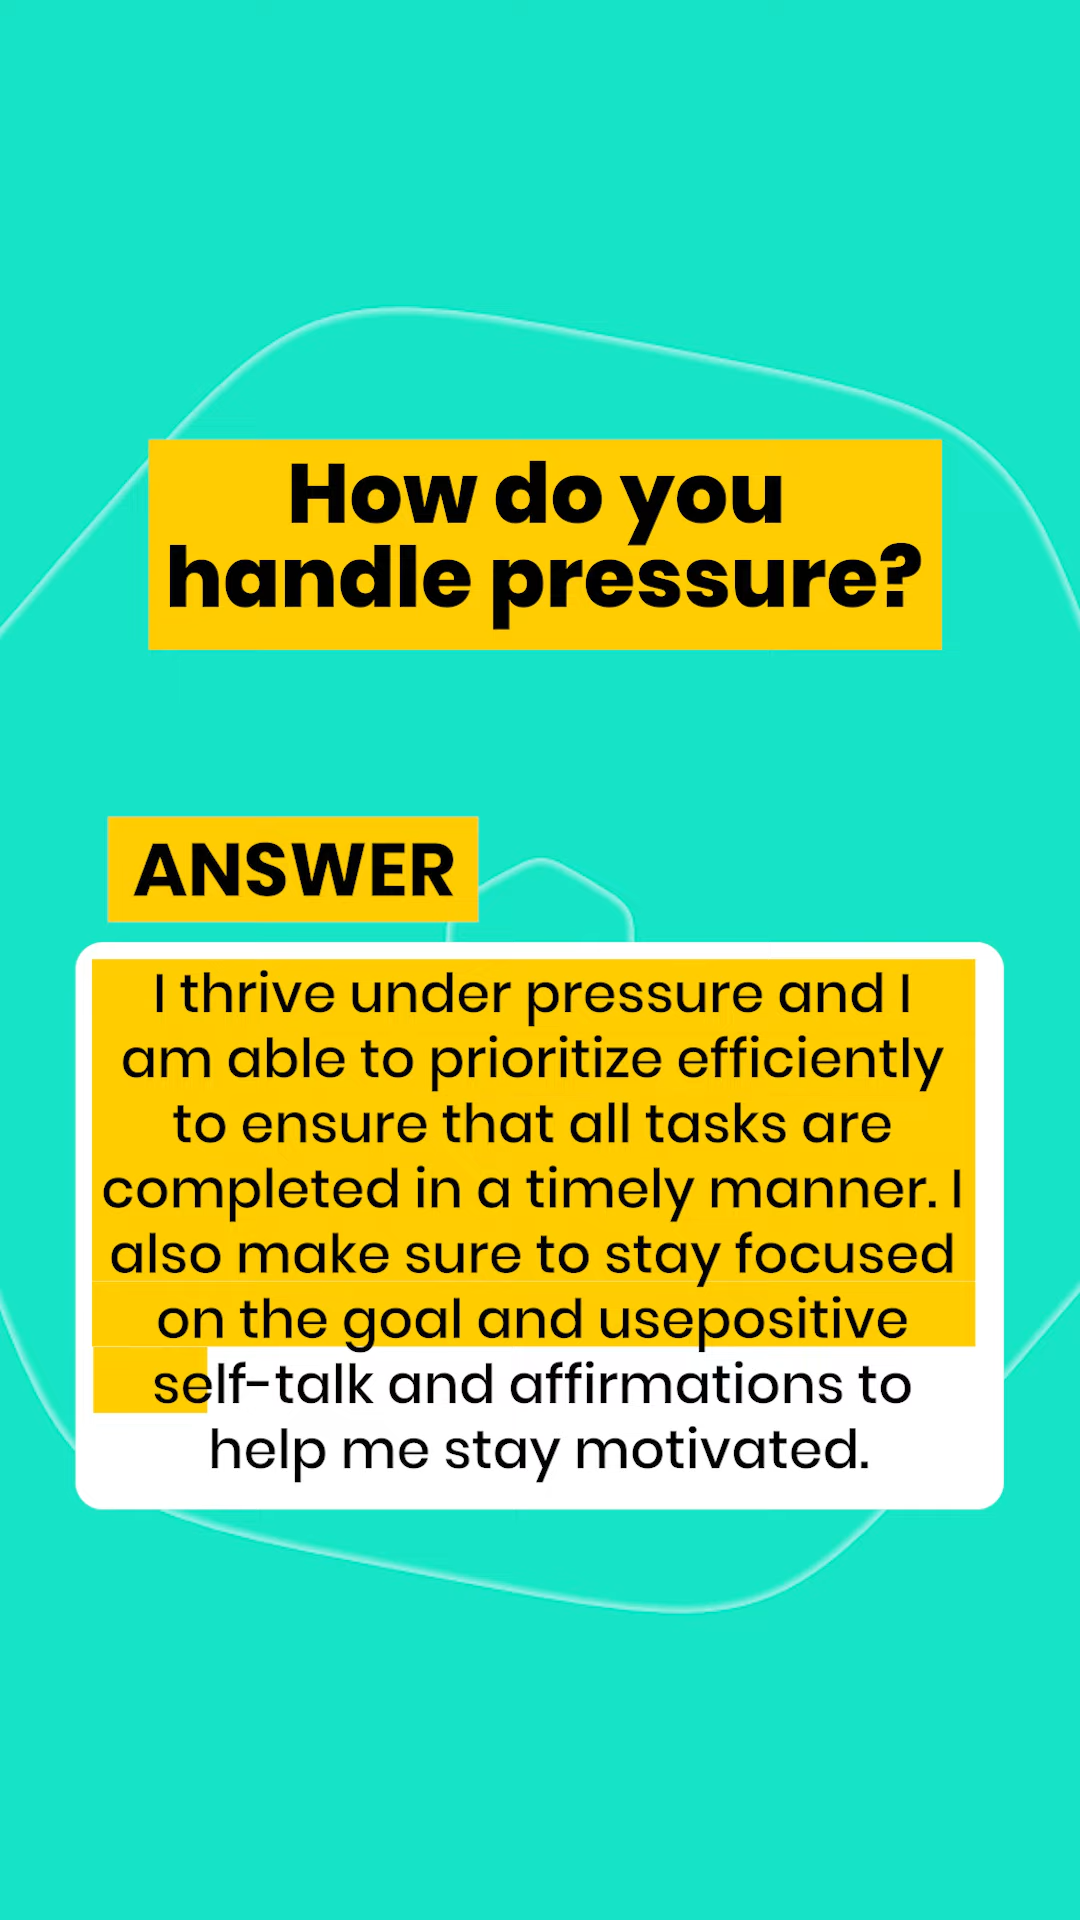 How do you
handle pressure?
ANSWER
I thrive under pressure and I
am able to prioritize efficiently
to ensure that all tasks are
completed in a timely manner. I
also make sure to stay focused
on the goal and usepositive
self-talk and affirmations to
help me stay motivated.